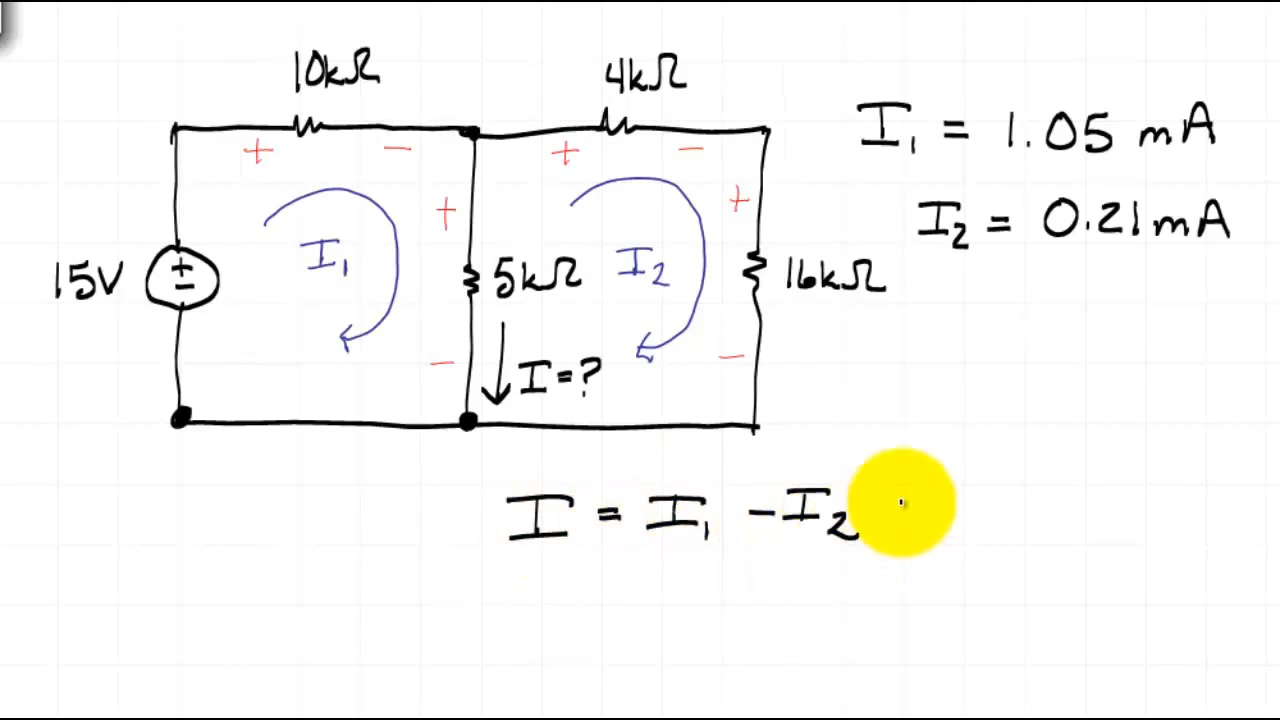 10kΩ
4kΩ
I₁ = 1.05 mA
+ − + −
+ +
I₂ = 0.21 mA
15V
+
−
I₁
5kΩ
I₂
16kΩ
− −
I = ?
I = I₁ − I₂